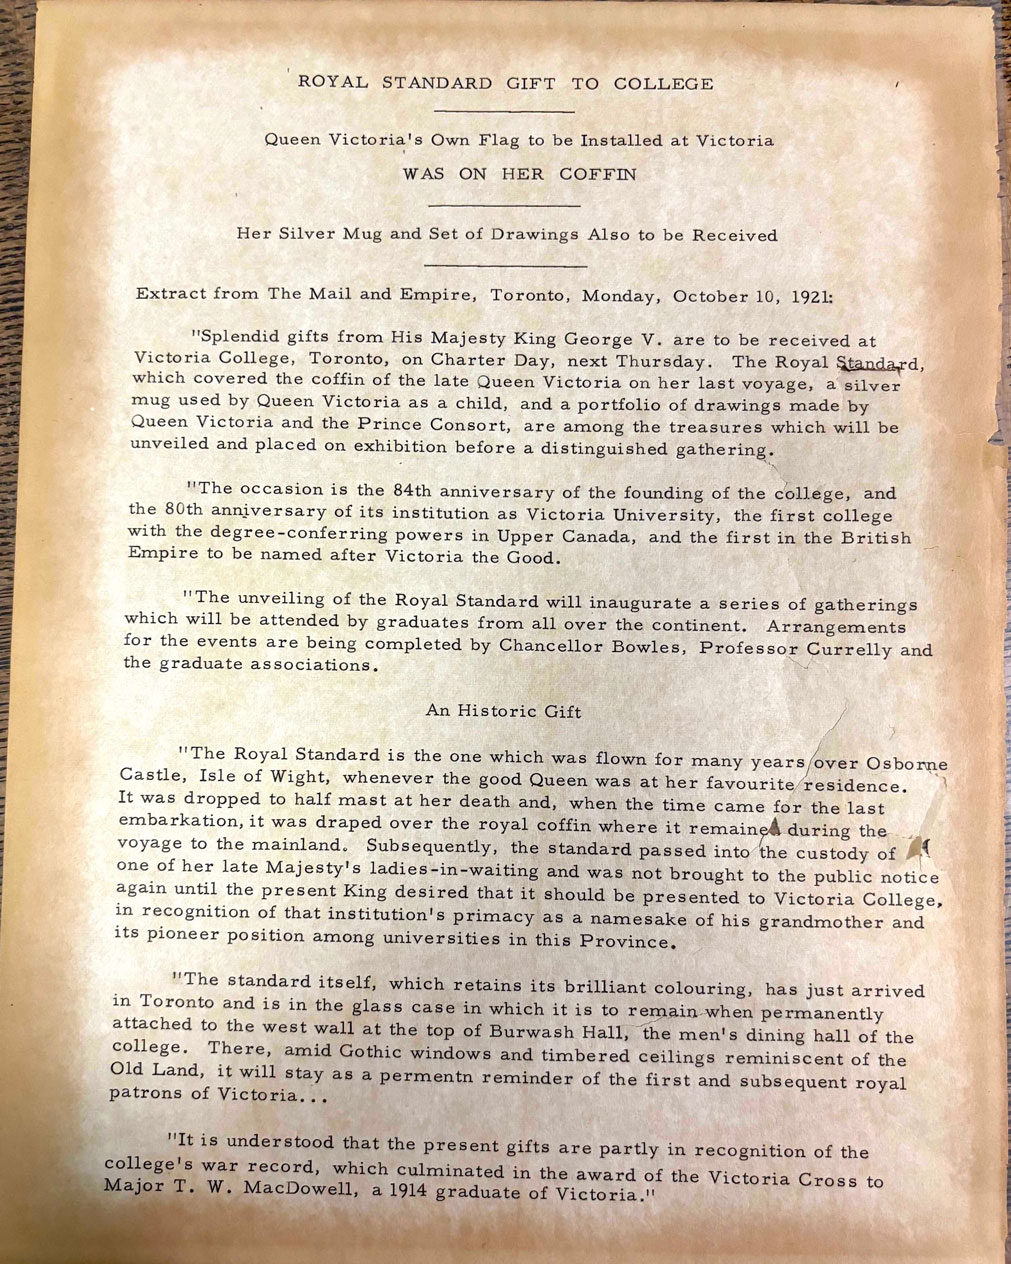 ROYAL STANDARD GIFT TO COLLEGE
Queen Victoria's Own Flag to be Installed at Victoria
WAS ON HER COFFIN
Her Silver Mug and Set of Drawings Also to be Received
Extract from The Mail and Empire, Toronto, Monday, October 10, 1921:
"Splendid gifts from His Majesty King George V. are to be received at
Victoria College, Toronto, on Charter Day, next Thursday. The Royal Standard,
which covered the coffin of the late Queen Victoria on her last voyage, a silver
mug used by Queen Victoria as a child, and a portfolio of drawings made by
Queen Victoria and the Prince Consort, are among the treasures which will be
unveiled and placed on exhibition before a distinguished gathering.
"The occasion is the 84th anniversary of the founding of the college, and
the 80th anniversary of its institution as Victoria University, the first college
with the degree-conferring powers in Upper Canada, and the first in the British
Empire to be named after Victoria the Good.
"The unveiling of the Royal Standard will inaugurate a series of gatherings
which will be attended by graduates from all over the continent. Arrangements
for the events are being completed by Chancellor Bowles, Professor Currelly and
the graduate associations.
An Historic Gift
"The Royal Standard is the one which was flown for many years over Osborne
Castle, Isle of Wight, whenever the good Queen was at her favourite residence.
It was dropped to half mast at her death and, when the time came for the last
embarkation, it was draped over the royal coffin where it remained during the
voyage to the mainland. Subsequently, the standard passed into the custody of
one of her late Majesty's ladies-in-waiting and was not brought to the public notice
again until the present King desired that it should be presented to Victoria College,
in recognition of that institution's primacy as a namesake of his grandmother and
its pioneer position among universities in this Province.
"The standard itself, which retains its brilliant colouring, has just arrived
in Toronto and is in the glass case in which it is to remain when permanently
attached to the west wall at the top of Burwash Hall, the men's dining hall of the
college. There, amid Gothic windows and timbered ceilings reminiscent of the
Old Land, it will stay as a permentn reminder of the first and subsequent royal
patrons of Victoria...
"It is understood that the present gifts are partly in recognition of the
college's war record, which culminated in the award of the Victoria Cross to
Major T. W. MacDowell, a 1914 graduate of Victoria."